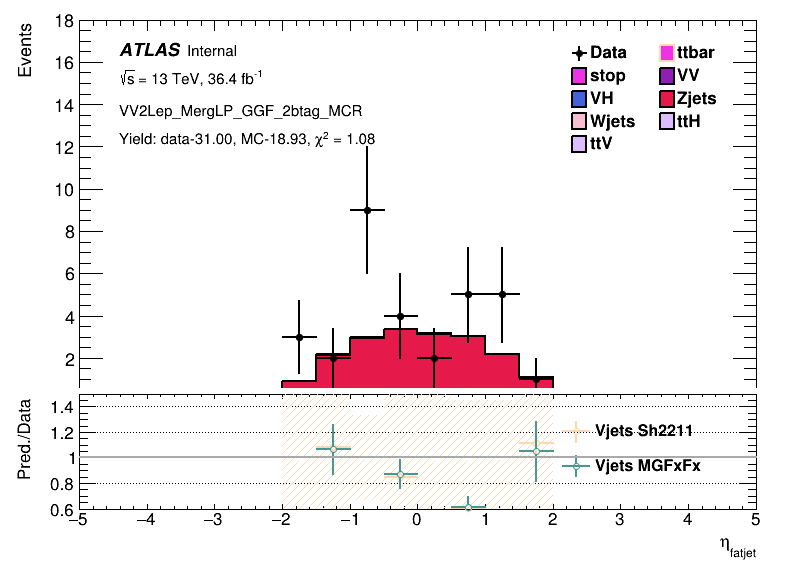 Events
18
16
14
12
10
8
6
4
2
ATLAS Internal
√s = 13 TeV, 36.4 fb⁻¹
VV2Lep_MergLP_GGF_2btag_MCR
Yield: data-31.00, MC-18.93, χ² = 1.08
Data
ttbar
stop
VV
VH
Zjets
Wjets
ttH
ttV
Pred./Data
1.4
1.2
1
0.8
0.6
Vjets Sh2211
Vjets MGFxFx
−5 −4 −3 −2 −1 0 1 2 3 4 5
η_fatjet